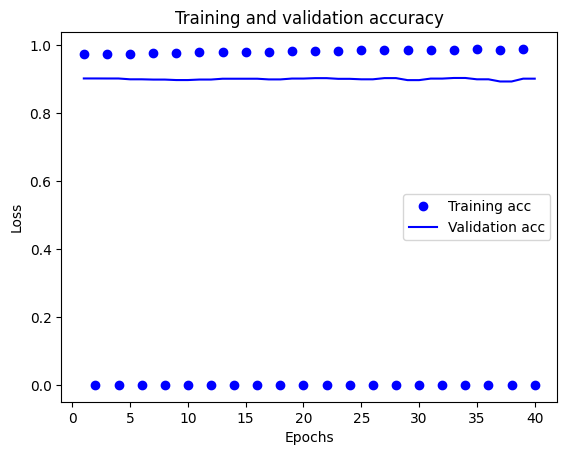 Training and validation accuracy
1.0
0.8
0.6
0.4
0.2
0.0
Loss
Training acc
Validation acc
0 5 10 15 20 25 30 35 40
Epochs